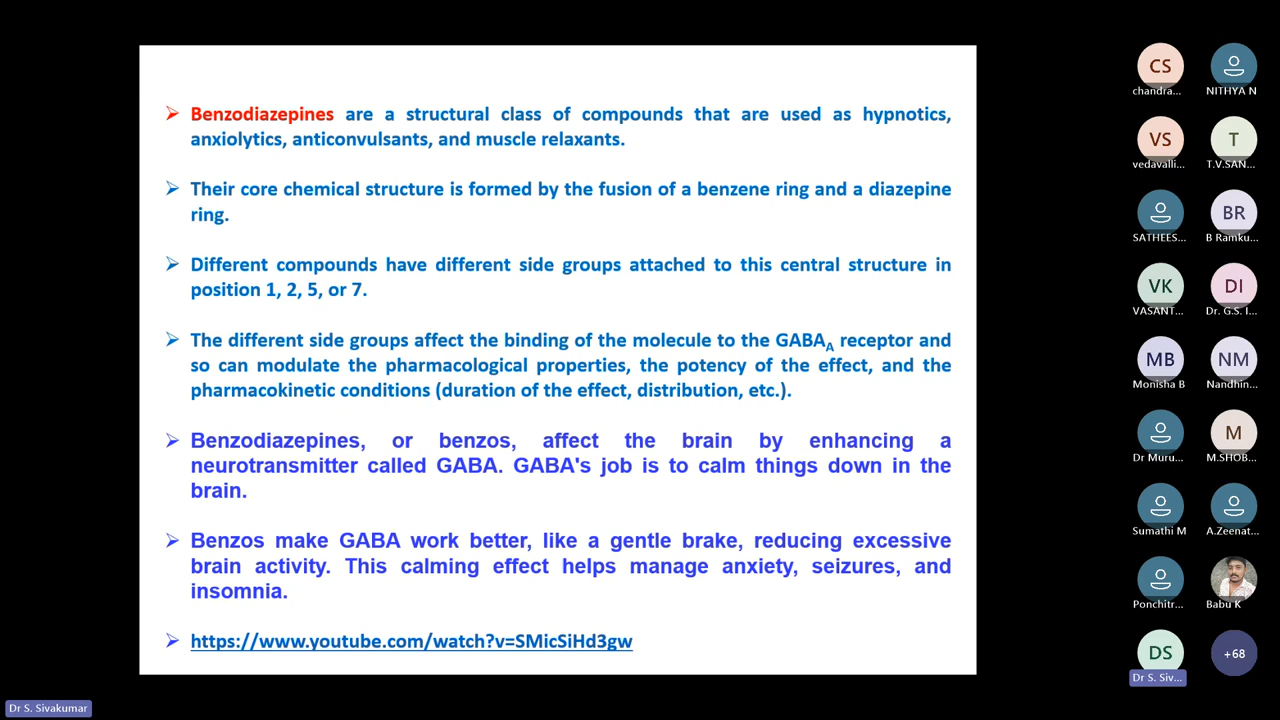 Benzodiazepines are a structural class of compounds that are used as hypnotics,
anxiolytics, anticonvulsants, and muscle relaxants.
Their core chemical structure is formed by the fusion of a benzene ring and a diazepine
ring.
Different compounds have different side groups attached to this central structure in
position 1, 2, 5, or 7.
The different side groups affect the binding of the molecule to the GABAA receptor and
so can modulate the pharmacological properties, the potency of the effect, and the
pharmacokinetic conditions (duration of the effect, distribution, etc.).
Benzodiazepines, or benzos, affect the brain by enhancing a
neurotransmitter called GABA. GABA's job is to calm things down in the
brain.
Benzos make GABA work better, like a gentle brake, reducing excessive
brain activity. This calming effect helps manage anxiety, seizures, and
insomnia.
https://www.youtube.com/watch?v=SMicSiHd3gw
CS
chandra...
NITHYA N
VS
vedavalli...
T
T.V.SAN...
SATHEES...
BR
B Ramku...
VK
VASANT...
DI
Dr. G.S. I...
MB
Monisha B
NM
Nandhin...
Dr Muru...
M
M.SHOB...
Sumathi M
A.Zeenat...
Ponchitr...
Babu K
DS
Dr S. Siv...
+68
Dr S. Sivakumar